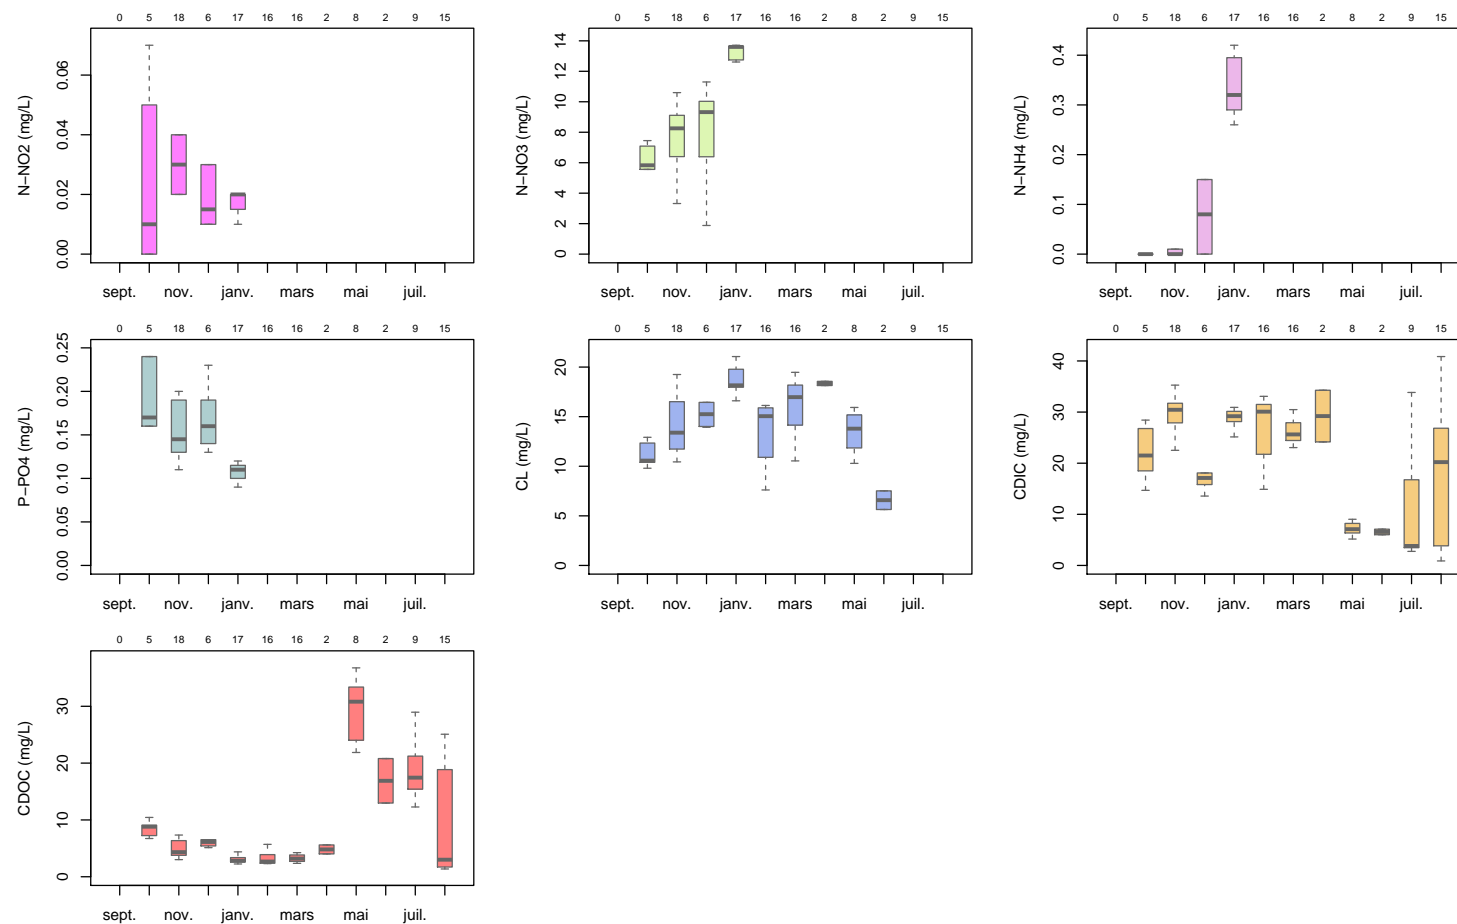 0 5 18 6 17 16 16 2 8 2 9 15
N−NO2 (mg/L)
0.00 0.02 0.04 0.06
sept. nov. janv. mars mai juil.
0 5 18 6 17 16 16 2 8 2 9 15
N−NO3 (mg/L)
0 2 4 6 8 10 12 14
sept. nov. janv. mars mai juil.
0 5 18 6 17 16 16 2 8 2 9 15
N−NH4 (mg/L)
0.0 0.1 0.2 0.3 0.4
sept. nov. janv. mars mai juil.
0 5 18 6 17 16 16 2 8 2 9 15
P−PO4 (mg/L)
0.00 0.05 0.10 0.15 0.20 0.25
sept. nov. janv. mars mai juil.
0 5 18 6 17 16 16 2 8 2 9 15
CL (mg/L)
0 5 10 15 20
sept. nov. janv. mars mai juil.
0 5 18 6 17 16 16 2 8 2 9 15
CDIC (mg/L)
0 10 20 30 40
sept. nov. janv. mars mai juil.
0 5 18 6 17 16 16 2 8 2 9 15
CDOC (mg/L)
0 10 20 30
sept. nov. janv. mars mai juil.